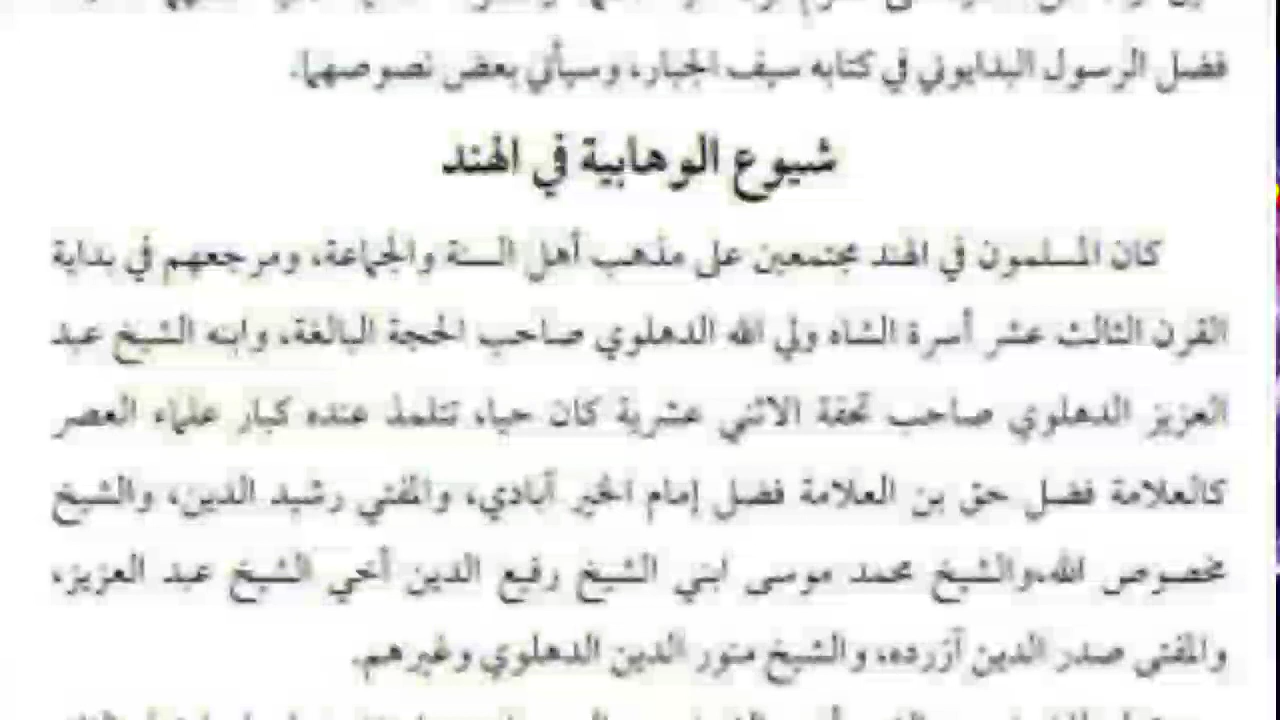 فضل الرسول البدايوني في كتابه سيف الجبار، وسيأتي بعض نصوصهما.
شيوع الوهابية في الهند
كان المسلمون في الهند مجتمعين على مذهب أهل السنة والجماعة، ومرجعهم في بداية
القرن الثالث عشر أسرة الشاه ولي الله الدهلوي صاحب الحجة البالغة، وابنه الشيخ عبد
العزيز الدهلوي صاحب تحفة الاثني عشرية كان حيا، تتلمذ عنده كبار علماء العصر
كالعلامة فضل حق بن العلامة فضل إمام الخير آبادي، والمفتي رشيد الدين، والشيخ
مخصوص الله،والشيخ محمد موسى ابني الشيخ رفيع الدين أخي الشيخ عبد العزيز،
والمفتي صدر الدين آزرده، والشيخ منور الدين الدهلوي وغيرهم.